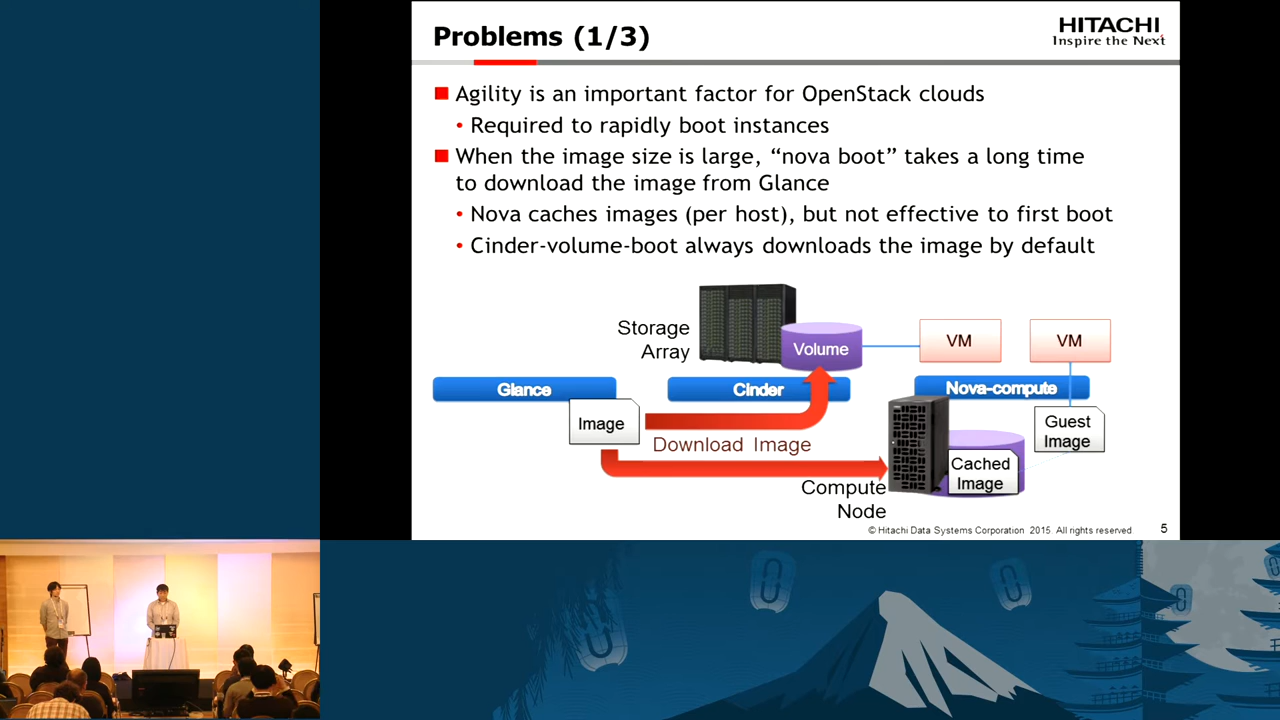 Problems (1/3)
HITACHI
Inspire the Next
Agility is an important factor for OpenStack clouds
• Required to rapidly boot instances
When the image size is large, “nova boot” takes a long time
to download the image from Glance
• Nova caches images (per host), but not effective to first boot
• Cinder-volume-boot always downloads the image by default
Storage
Array
Volume
VM
VM
Glance
Cinder
Nova-compute
Image
Download Image
Guest
Image
Cached
Image
Compute
Node
© Hitachi Data Systems Corporation 2015. All rights reserved.
5